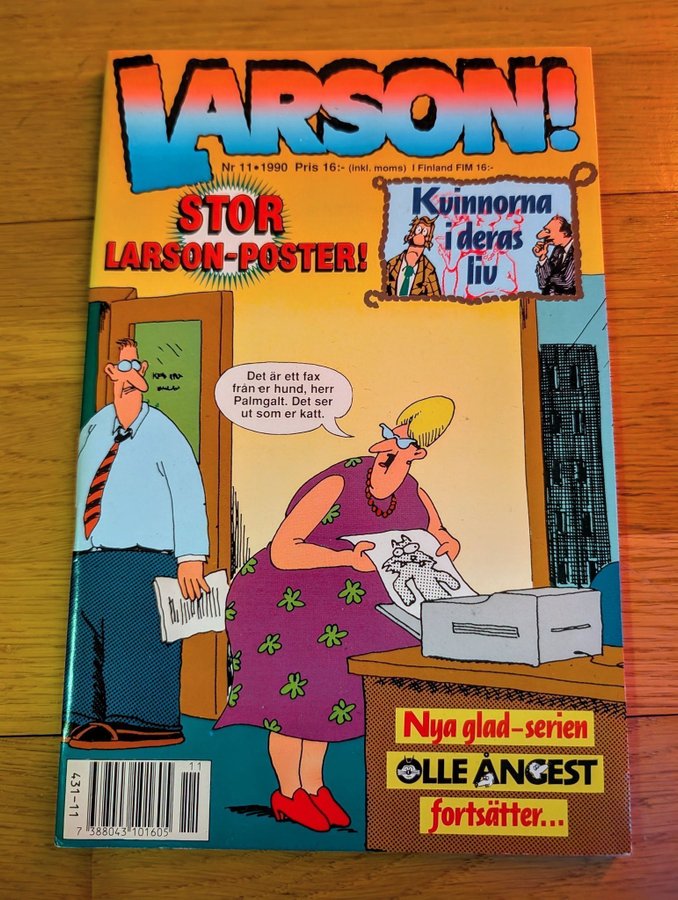 LARSON!
Nr 11•1990 Pris 16:- (inkl. moms) I Finland FIM 16:-
STOR
LARSON-POSTER!
Kvinnorna
i deras
liv
Det är ett fax
från er hund, herr
Palmgalt. Det ser
ut som er katt.
Nya glad-serien
OLLE ÅNGEST
fortsätter...
431-11
11
7 388043 101605